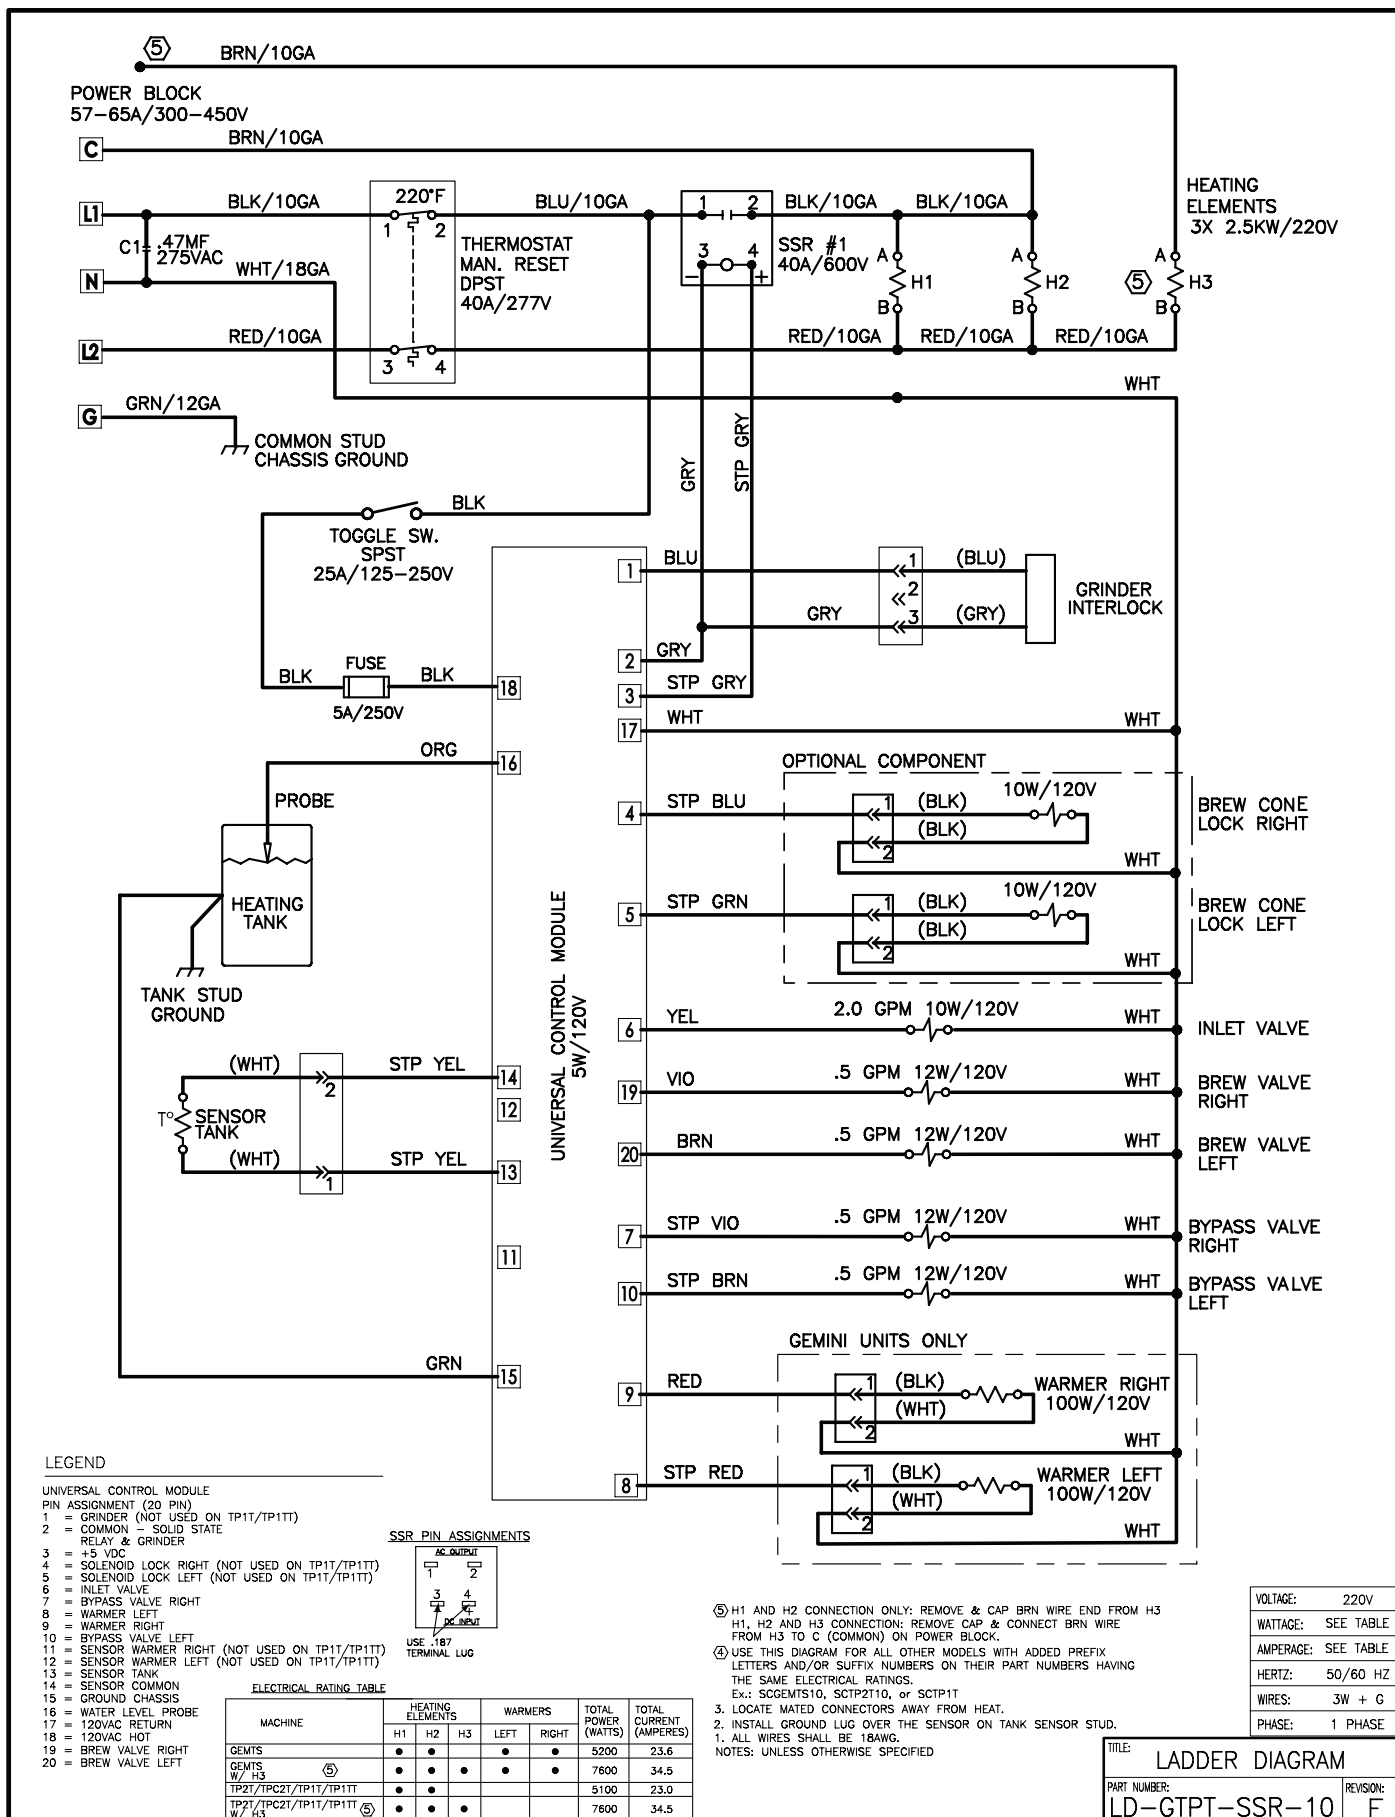 5
BRN/10GA
POWER BLOCK
57-65A/300-450V
C
BRN/10GA
L1
BLK/10GA
220°F
1
2
BLU/10GA
1
2
BLK/10GA
BLK/10GA
HEATING
ELEMENTS
3X 2.5KW/220V
C1
.47MF
275VAC
THERMOSTAT
MAN. RESET
DPST
40A/277V
3
4
-
+
SSR #1
40A/600V
A
H1
B
A
H2
B
5
A
H3
B
N
WHT/18GA
L2
RED/10GA
3
4
RED/10GA
RED/10GA
RED/10GA
WHT
G
GRN/12GA
COMMON STUD
CHASSIS GROUND
GRY
STP GRY
BLK
TOGGLE SW.
SPST
25A/125-250V
1
BLU
1
(BLU)
2
GRY
3
(GRY)
GRINDER
INTERLOCK
2
GRY
3
STP GRY
BLK
FUSE
BLK
5A/250V
18
17
WHT
WHT
ORG
16
PROBE
HEATING
TANK
TANK STUD
GROUND
OPTIONAL COMPONENT
4
STP BLU
1
(BLK)
10W/120V
(BLK)
2
WHT
BREW CONE
LOCK RIGHT
5
STP GRN
1
(BLK)
10W/120V
(BLK)
2
WHT
BREW CONE
LOCK LEFT
UNIVERSAL CONTROL MODULE
5W/120V
6
YEL
2.0 GPM 10W/120V
WHT
INLET VALVE
(WHT)
2
STP YEL
14
T°
SENSOR
TANK
12
(WHT)
1
STP YEL
13
19
VIO
.5 GPM 12W/120V
WHT
BREW VALVE
RIGHT
20
BRN
.5 GPM 12W/120V
WHT
BREW VALVE
LEFT
11
7
STP VIO
.5 GPM 12W/120V
WHT
BYPASS VALVE
RIGHT
10
STP BRN
.5 GPM 12W/120V
WHT
BYPASS VALVE
LEFT
GEMINI UNITS ONLY
GRN
15
9
RED
1
(BLK)
(WHT)
2
WARMER RIGHT
100W/120V
WHT
8
STP RED
1
(BLK)
(WHT)
2
WARMER LEFT
100W/120V
WHT
LEGEND
UNIVERSAL CONTROL MODULE
PIN ASSIGNMENT (20 PIN)
1 = GRINDER (NOT USED ON TP1T/TP1TT)
2 = COMMON - SOLID STATE
RELAY & GRINDER
3 = +5 VDC
4 = SOLENOID LOCK RIGHT (NOT USED ON TP1T/TP1TT)
5 = SOLENOID LOCK LEFT (NOT USED ON TP1T/TP1TT)
6 = INLET VALVE
7 = BYPASS VALVE RIGHT
8 = WARMER LEFT
9 = WARMER RIGHT
10 = BYPASS VALVE LEFT
11 = SENSOR WARMER RIGHT (NOT USED ON TP1T/TP1TT)
12 = SENSOR WARMER LEFT (NOT USED ON TP1T/TP1TT)
13 = SENSOR TANK
14 = SENSOR COMMON
15 = GROUND CHASSIS
16 = WATER LEVEL PROBE
17 = 120VAC RETURN
18 = 120VAC HOT
19 = BREW VALVE RIGHT
20 = BREW VALVE LEFT
SSR PIN ASSIGNMENTS
AC OUTPUT
1
2
3
4
+
DC INPUT
USE .187
TERMINAL LUG
ELECTRICAL RATING TABLE
MACHINE HEATING ELEMENTS WARMERS TOTAL POWER (WATTS) TOTAL CURRENT (AMPERES)
H1 H2 H3 LEFT RIGHT
GEMTS ● ● ● ● 5200 23.6
GEMTS W/ H3 5 ● ● ● ● ● 7600 34.5
TP2T/TPC2T/TP1T/TP1TT ● ● 5100 23.0
TP2T/TPC2T/TP1T/TP1TT W/ H3 5 ● ● ● 7600 34.5
5 H1 AND H2 CONNECTION ONLY: REMOVE & CAP BRN WIRE END FROM H3
H1, H2 AND H3 CONNECTION: REMOVE CAP & CONNECT BRN WIRE
FROM H3 TO C (COMMON) ON POWER BLOCK.
4 USE THIS DIAGRAM FOR ALL OTHER MODELS WITH ADDED PREFIX
LETTERS AND/OR SUFFIX NUMBERS ON THEIR PART NUMBERS HAVING
THE SAME ELECTRICAL RATINGS.
Ex.: SCGEMTS10, SCTP2T10, or SCTP1T
3. LOCATE MATED CONNECTORS AWAY FROM HEAT.
2. INSTALL GROUND LUG OVER THE SENSOR ON TANK SENSOR STUD.
1. ALL WIRES SHALL BE 18AWG.
NOTES: UNLESS OTHERWISE SPECIFIED
VOLTAGE: 220V
WATTAGE: SEE TABLE
AMPERAGE: SEE TABLE
HERTZ: 50/60 HZ
WIRES: 3W + G
PHASE: 1 PHASE
TITLE: LADDER DIAGRAM
PART NUMBER: REVISION:
LD-GTPT-SSR-10